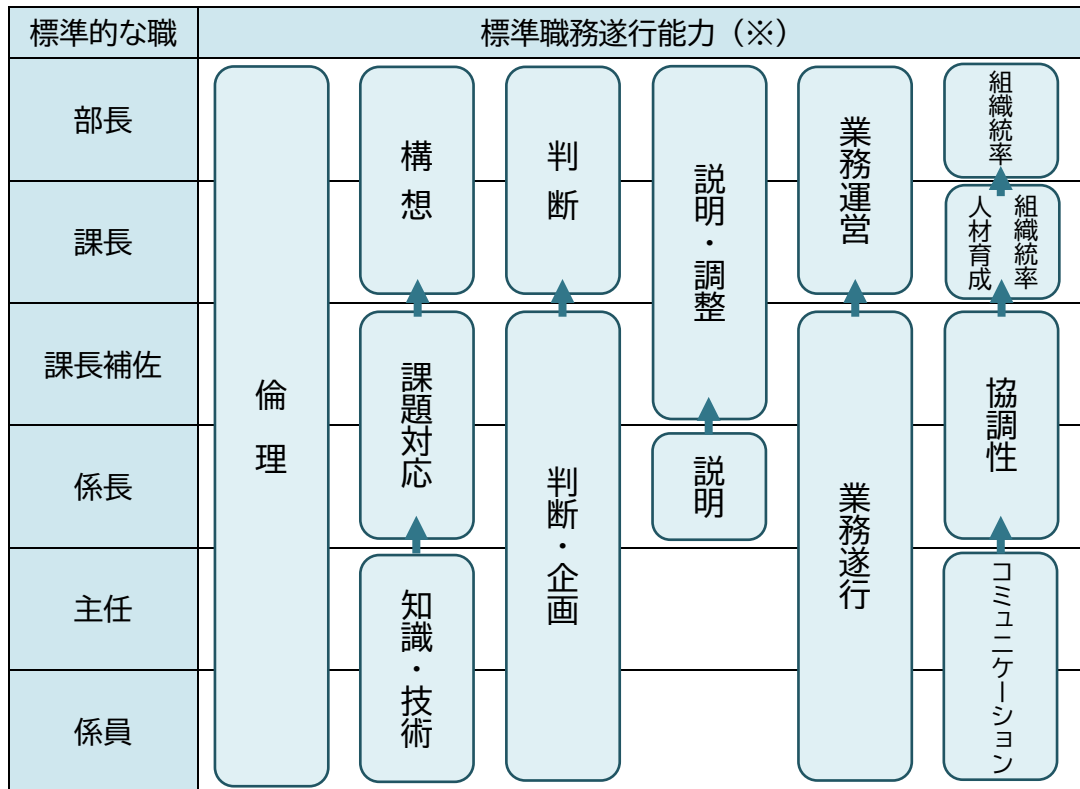 標準的な職
標準職務遂行能力（※）
部長
課長
課長補佐
係長
主任
係員
倫理
構想
課題対応
知識・技術
判断
判断・企画
説明・調整
説明
業務運営
業務遂行
組織統率
組織統率
人材育成
協調性
コミュニケーション